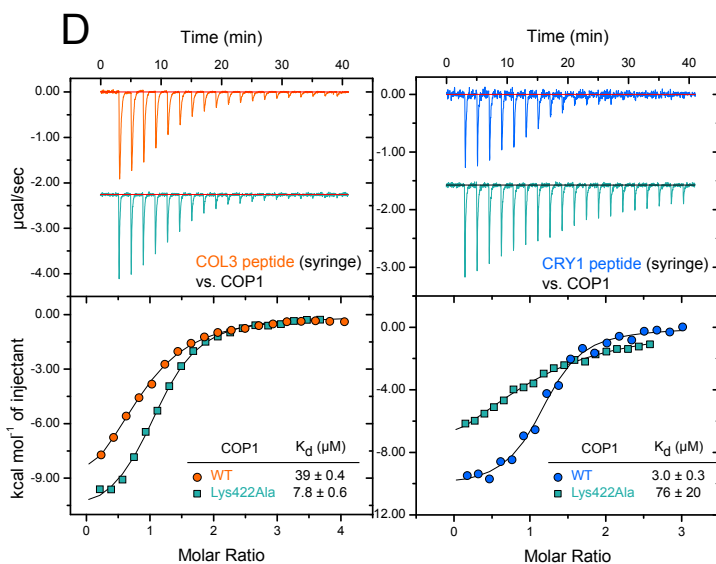 D
Time (min)
0 10 20 30 40
0.00
-1.00
-2.00
-3.00
-4.00
µcal/sec
COL3 peptide (syringe)
vs. COP1
0.00
-3.00
-6.00
-9.00
kcal mol-1 of injectant
COP1 Kd (µM)
WT 39 ± 0.4
Lys422Ala 7.8 ± 0.6
0 1 2 3 4
Molar Ratio
Time (min)
0 10 20 30 40
0.00
-1.00
-2.00
-3.00
CRY1 peptide (syringe)
vs. COP1
0.00
-4.00
-8.00
-12.00
COP1 Kd (µM)
WT 3.0 ± 0.3
Lys422Ala 76 ± 20
0 1 2 3
Molar Ratio